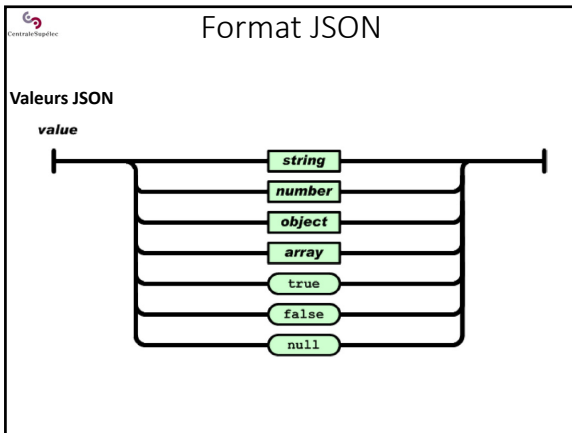 CentraleSupélec
Format JSON
Valeurs JSON
value
string
number
object
array
true
false
null